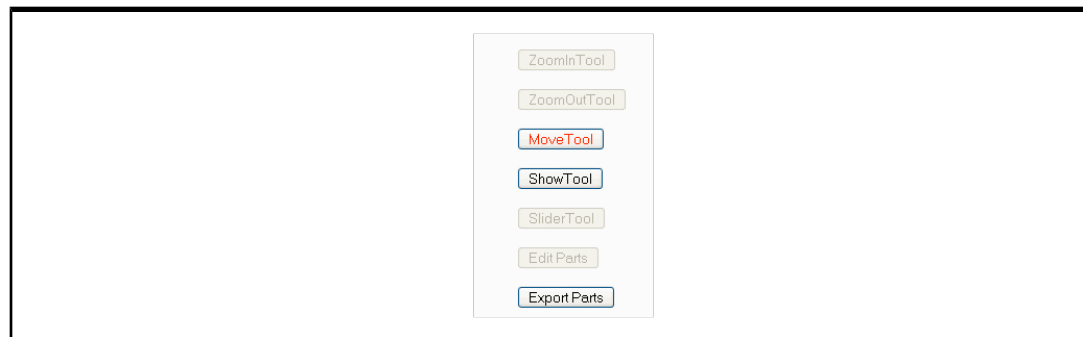 ZoomInTool
ZoomOutTool
MoveTool
ShowTool
SliderTool
Edit Parts
Export Parts